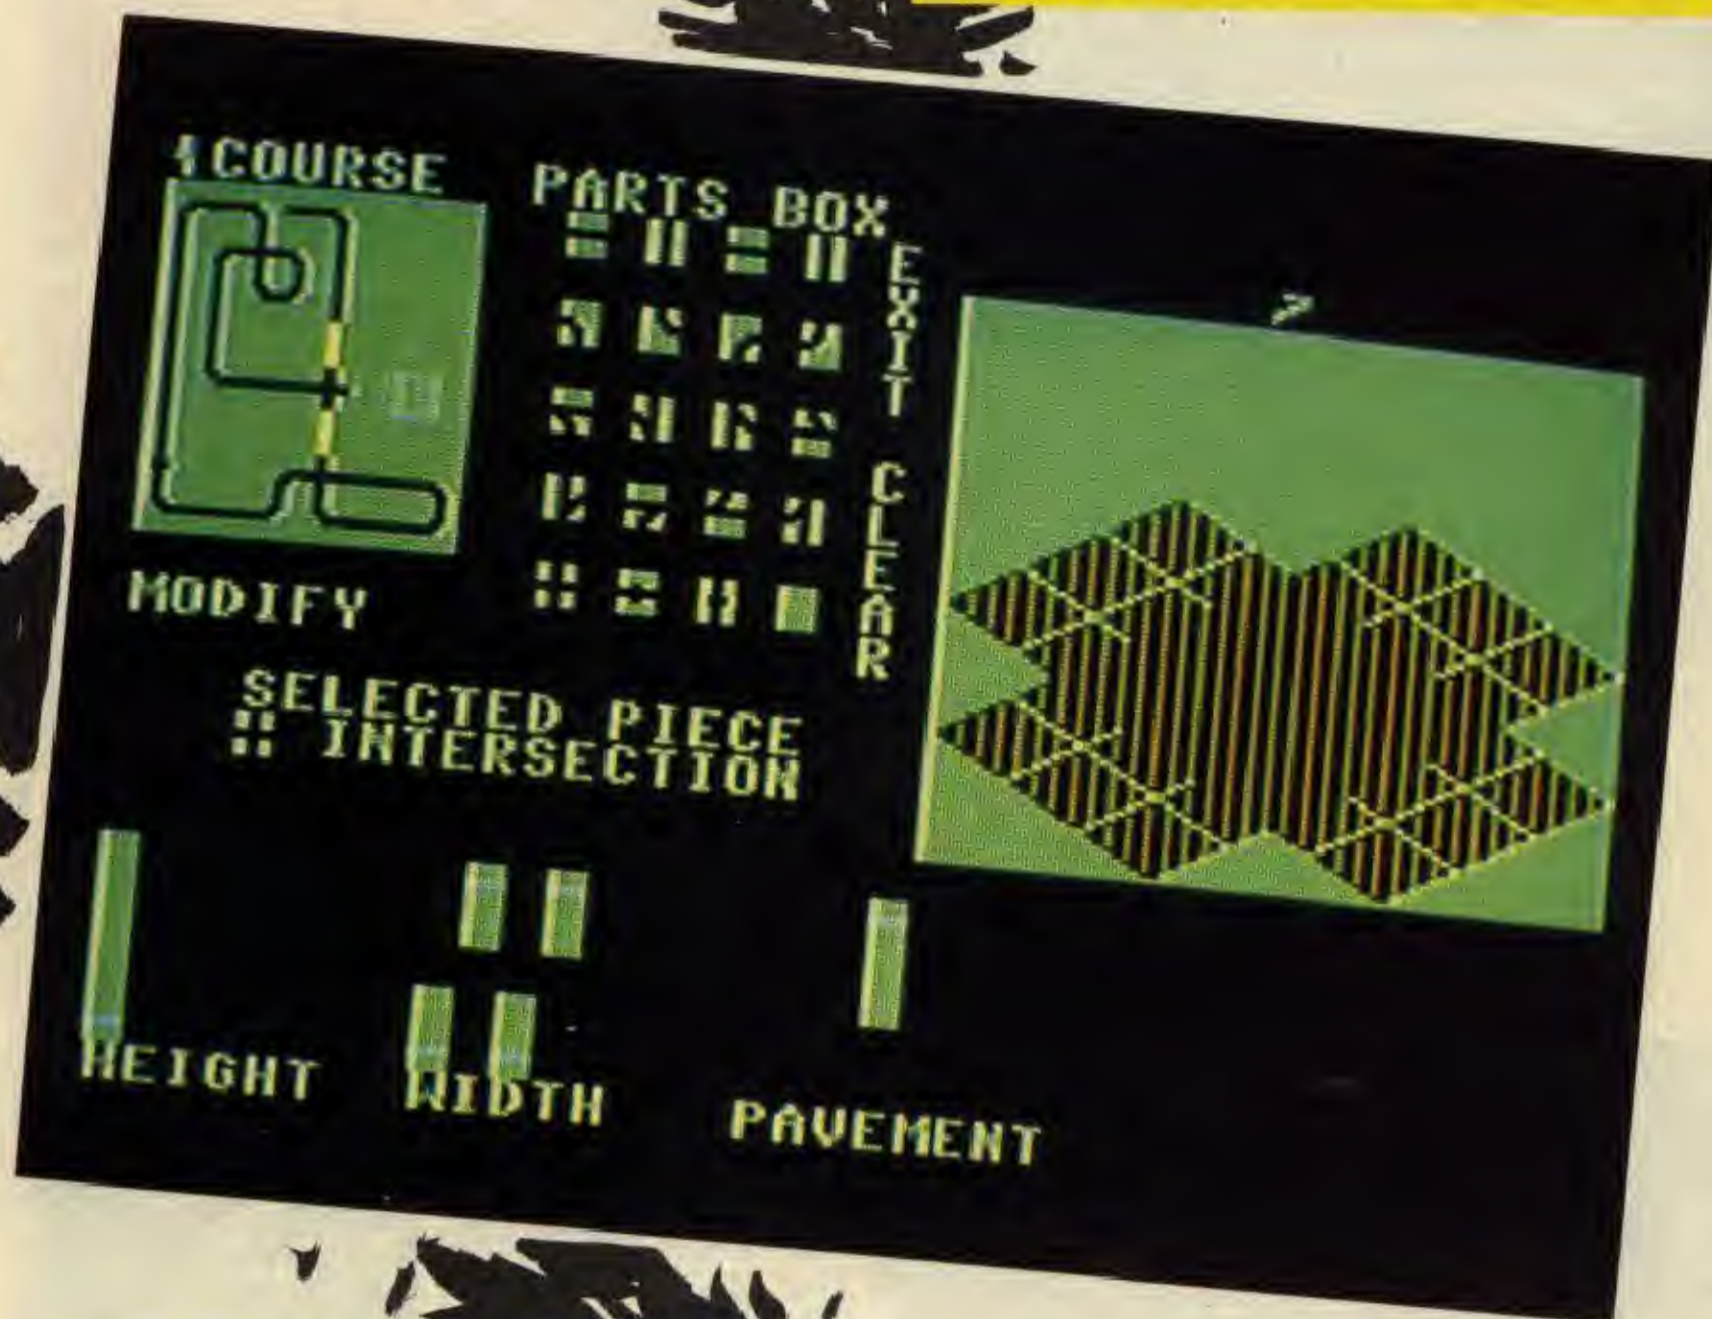 COURSE
PARTS BOX
EXIT
CLEAR
MODIFY
SELECTED PIECE
INTERSECTION
HEIGHT
WIDTH
PAVEMENT